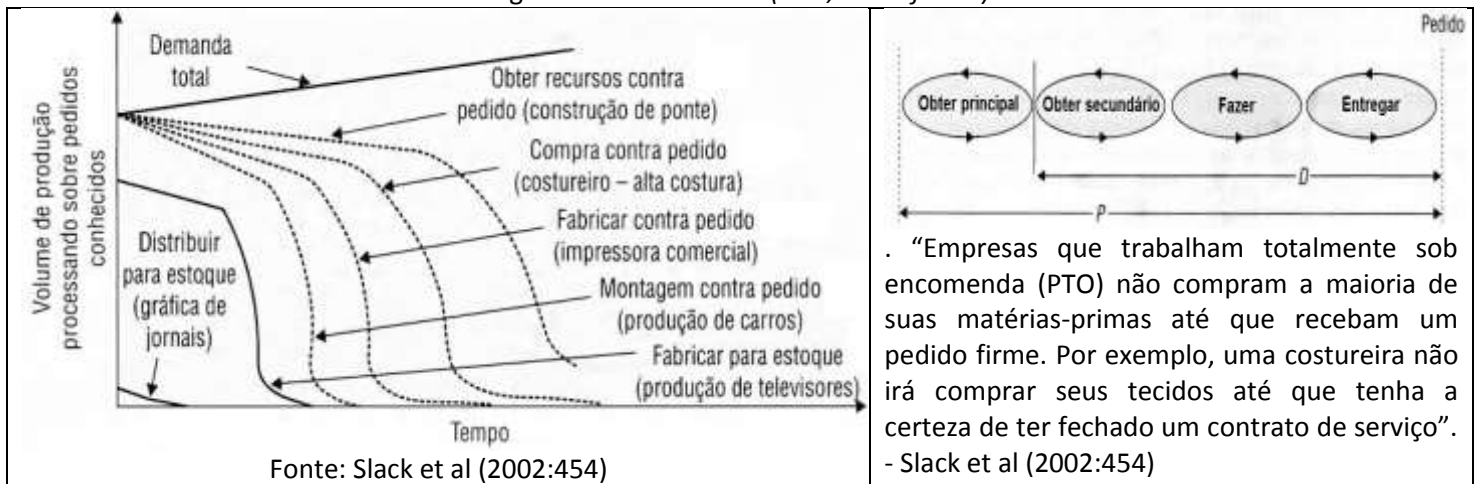 Demanda
total
Obter recursos contra
pedido (construção de ponte)
Compra contra pedido
(costureiro – alta costura)
Fabricar contra pedido
(impressora comercial)
Montagem contra pedido
(produção de carros)
Fabricar para estoque
(produção de televisores)
Distribuir
para estoque
(gráfica de
jornais)
Volume de produção
processando sobre pedidos
conhecidos
Tempo
Fonte: Slack et al (2002:454)
Pedido
Obter principal
Obter secundário
Fazer
Entregar
D
P
. “Empresas que trabalham totalmente sob
encomenda (PTO) não compram a maioria de
suas matérias-primas até que recebam um
pedido firme. Por exemplo, uma costureira não
irá comprar seus tecidos até que tenha a
certeza de ter fechado um contrato de serviço”.
- Slack et al (2002:454)